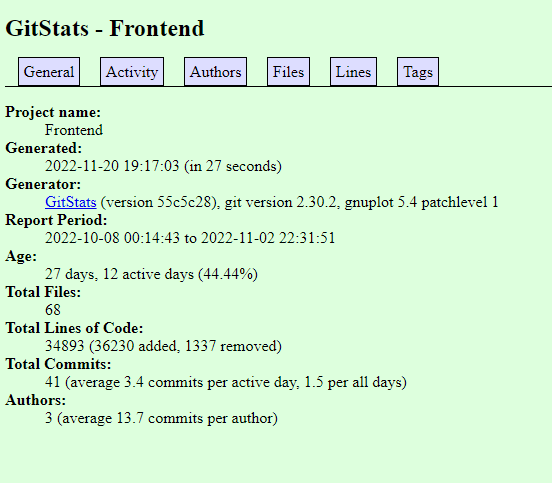 GitStats - Frontend
General Activity Authors Files Lines Tags
Project name:
Frontend
Generated:
2022-11-20 19:17:03 (in 27 seconds)
Generator:
GitStats (version 55c5c28), git version 2.30.2, gnuplot 5.4 patchlevel 1
Report Period:
2022-10-08 00:14:43 to 2022-11-02 22:31:51
Age:
27 days, 12 active days (44.44%)
Total Files:
68
Total Lines of Code:
34893 (36230 added, 1337 removed)
Total Commits:
41 (average 3.4 commits per active day, 1.5 per all days)
Authors:
3 (average 13.7 commits per author)